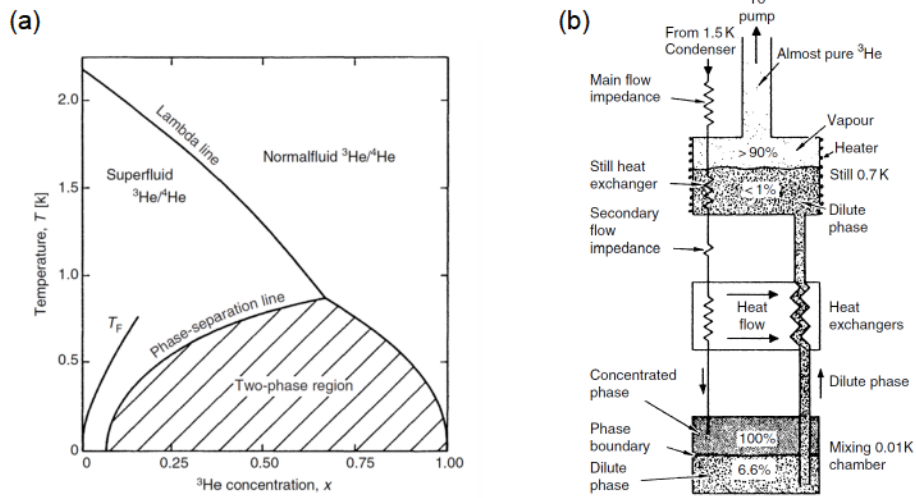 (a)
2.0
1.5
1.0
0.5
0
Temperature, T [k]
Lambda line
Superfluid
³He/⁴He
Normalfluid ³He/⁴He
T_F
Phase-separation line
Two-phase region
0
0.25
0.50
0.75
1.00
³He concentration, x
(b)
To
pump
From 1.5 K
Condenser
Almost pure ³He
Main flow
impedance
Vapour
> 90%
Heater
Still heat
exchanger
Still 0.7 K
< 1%
Secondary
flow
impedance
Dilute
phase
Heat
flow
Heat
exchangers
Concentrated
phase
Dilute phase
Phase
boundary
100%
Mixing 0.01K
chamber
Dilute
phase
6.6%